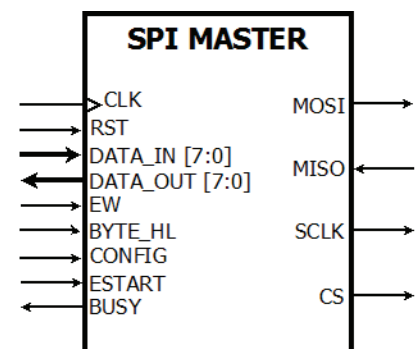 SPI MASTER
CLK
RST
DATA_IN [7:0]
DATA_OUT [7:0]
EW
BYTE_HL
CONFIG
ESTART
BUSY
MOSI
MISO
SCLK
CS